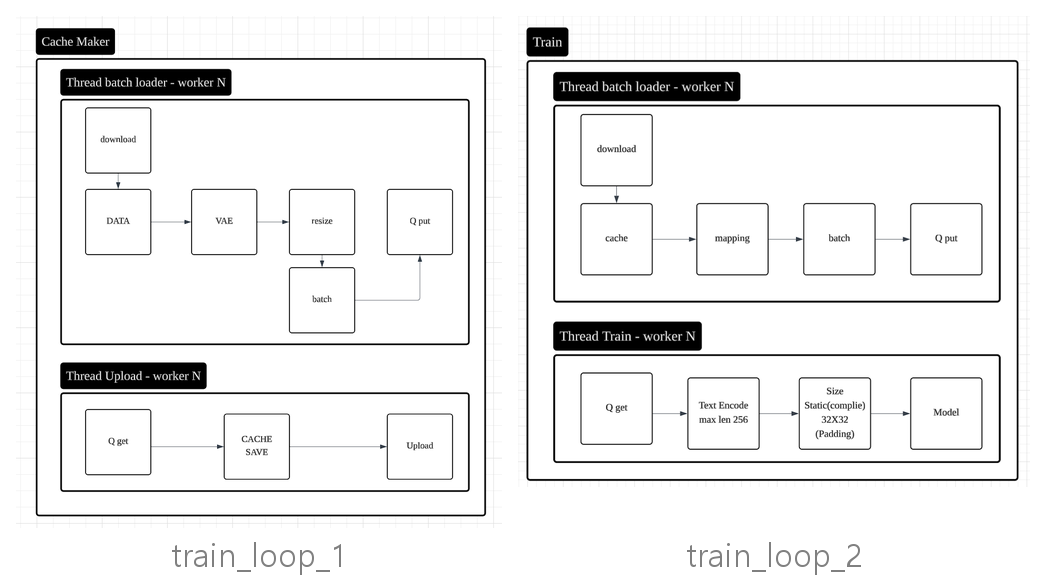 Cache Maker
Thread batch loader - worker N
download
DATA
VAE
resize
Q put
batch
Thread Upload - worker N
Q get
CACHE
SAVE
Upload
train_loop_1
Train
Thread batch loader - worker N
download
cache
mapping
batch
Q put
Thread Train - worker N
Q get
Text Encode
max len 256
Size
Static(complie)
32X32
(Padding)
Model
train_loop_2